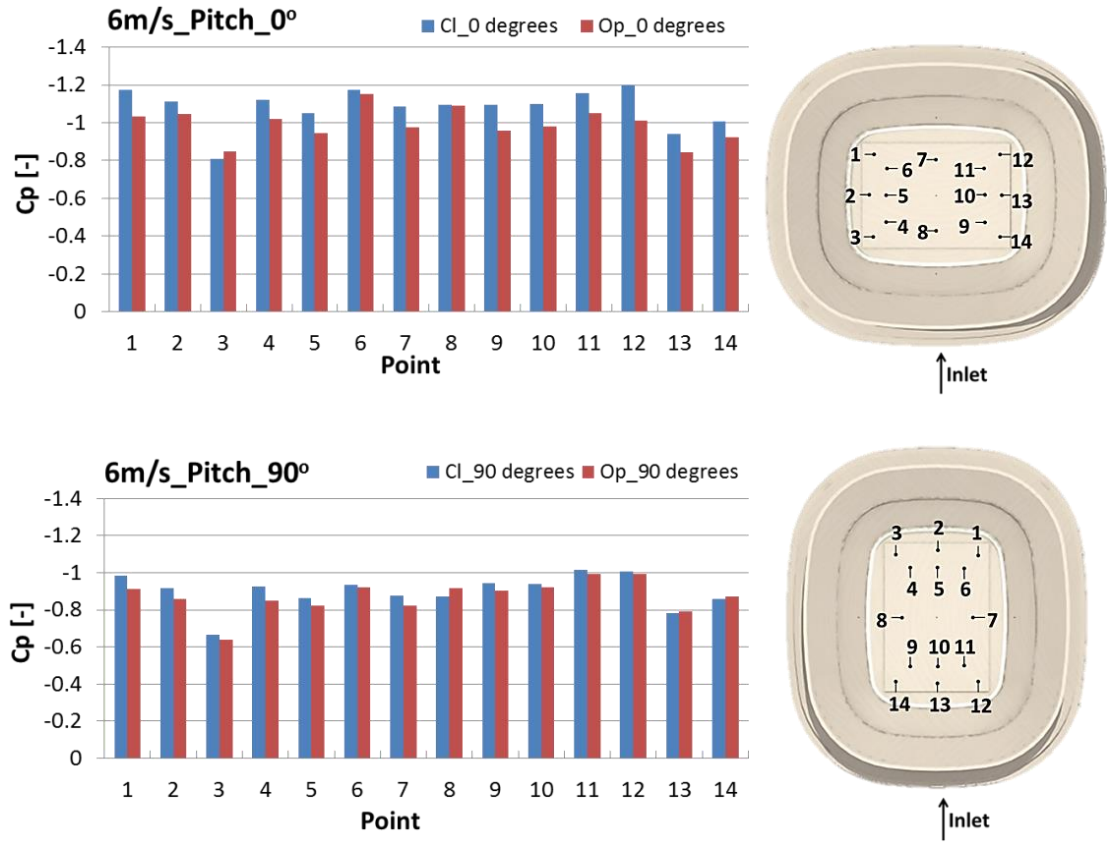 6m/s_Pitch_0º
Cl_0 degrees Op_0 degrees
Cp [-]
-1.4
-1.2
-1
-0.8
-0.6
-0.4
-0.2
0
1 2 3 4 5 6 7 8 9 10 11 12 13 14
Point
1 7 12
6 11
2 5 10 13
4 8 9
3 14
Inlet
6m/s_Pitch_90º
Cl_90 degrees Op_90 degrees
Cp [-]
-1.4
-1.2
-1
-0.8
-0.6
-0.4
-0.2
0
1 2 3 4 5 6 7 8 9 10 11 12 13 14
Point
3 2 1
4 5 6
8 7
9 10 11
14 13 12
Inlet